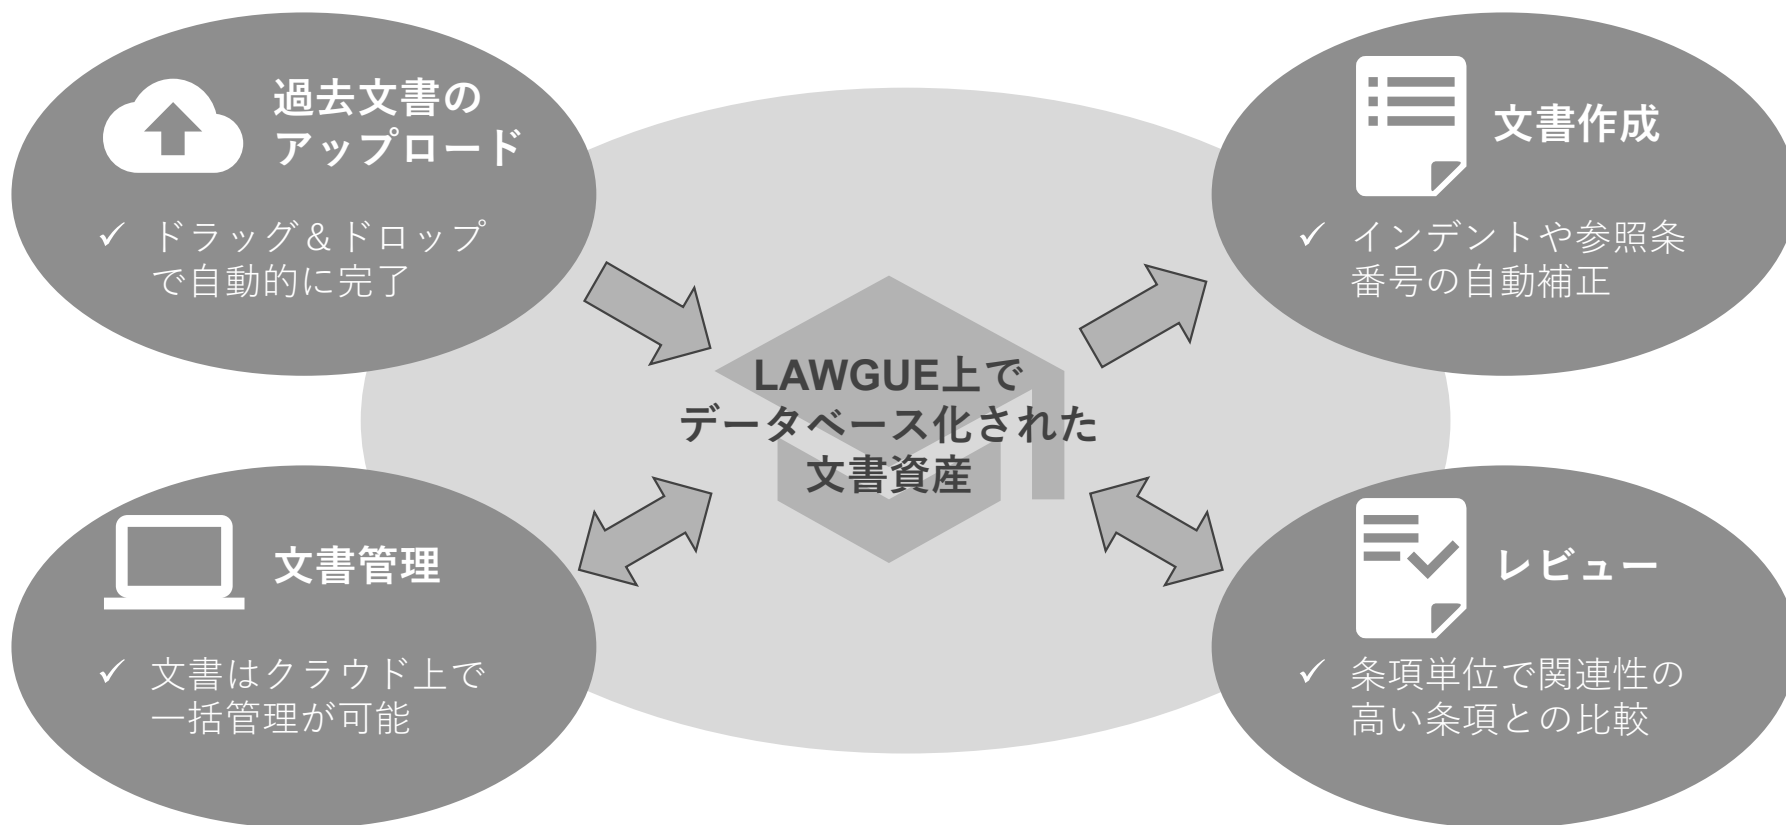 過去文書の
アップロード
✓ ドラッグ＆ドロップ
で自動的に完了
文書作成
✓ インデントや参照条
番号の自動補正
LAWGUE上で
データベース化された
文書資産
文書管理
✓ 文書はクラウド上で
一括管理が可能
レビュー
✓ 条項単位で関連性の
高い条項との比較